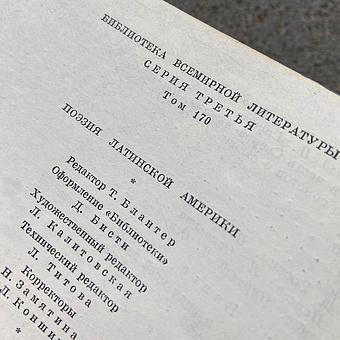 БИБЛИОТЕКА ВСЕМИРНОЙ ЛИТЕРАТУРЫ
СЕРИЯ ТРЕТЬЯ
Том 170
ПОЭЗИЯ ЛАТИНСКОЙ АМЕРИКИ
*
Редактор Т. Блантер
Оформление «Библиотеки»
Д. Бисти
Художественный редактор
Л. Калитовская
Технический редактор
Л. Титова
Корректоры
Н. Замятина
Л. Конши
*